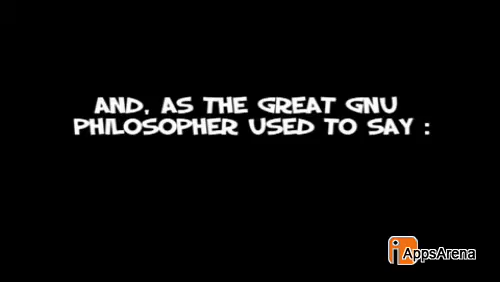 AND, AS THE GREAT GNU
PHILOSOPHER USED TO SAY :
i AppsArena